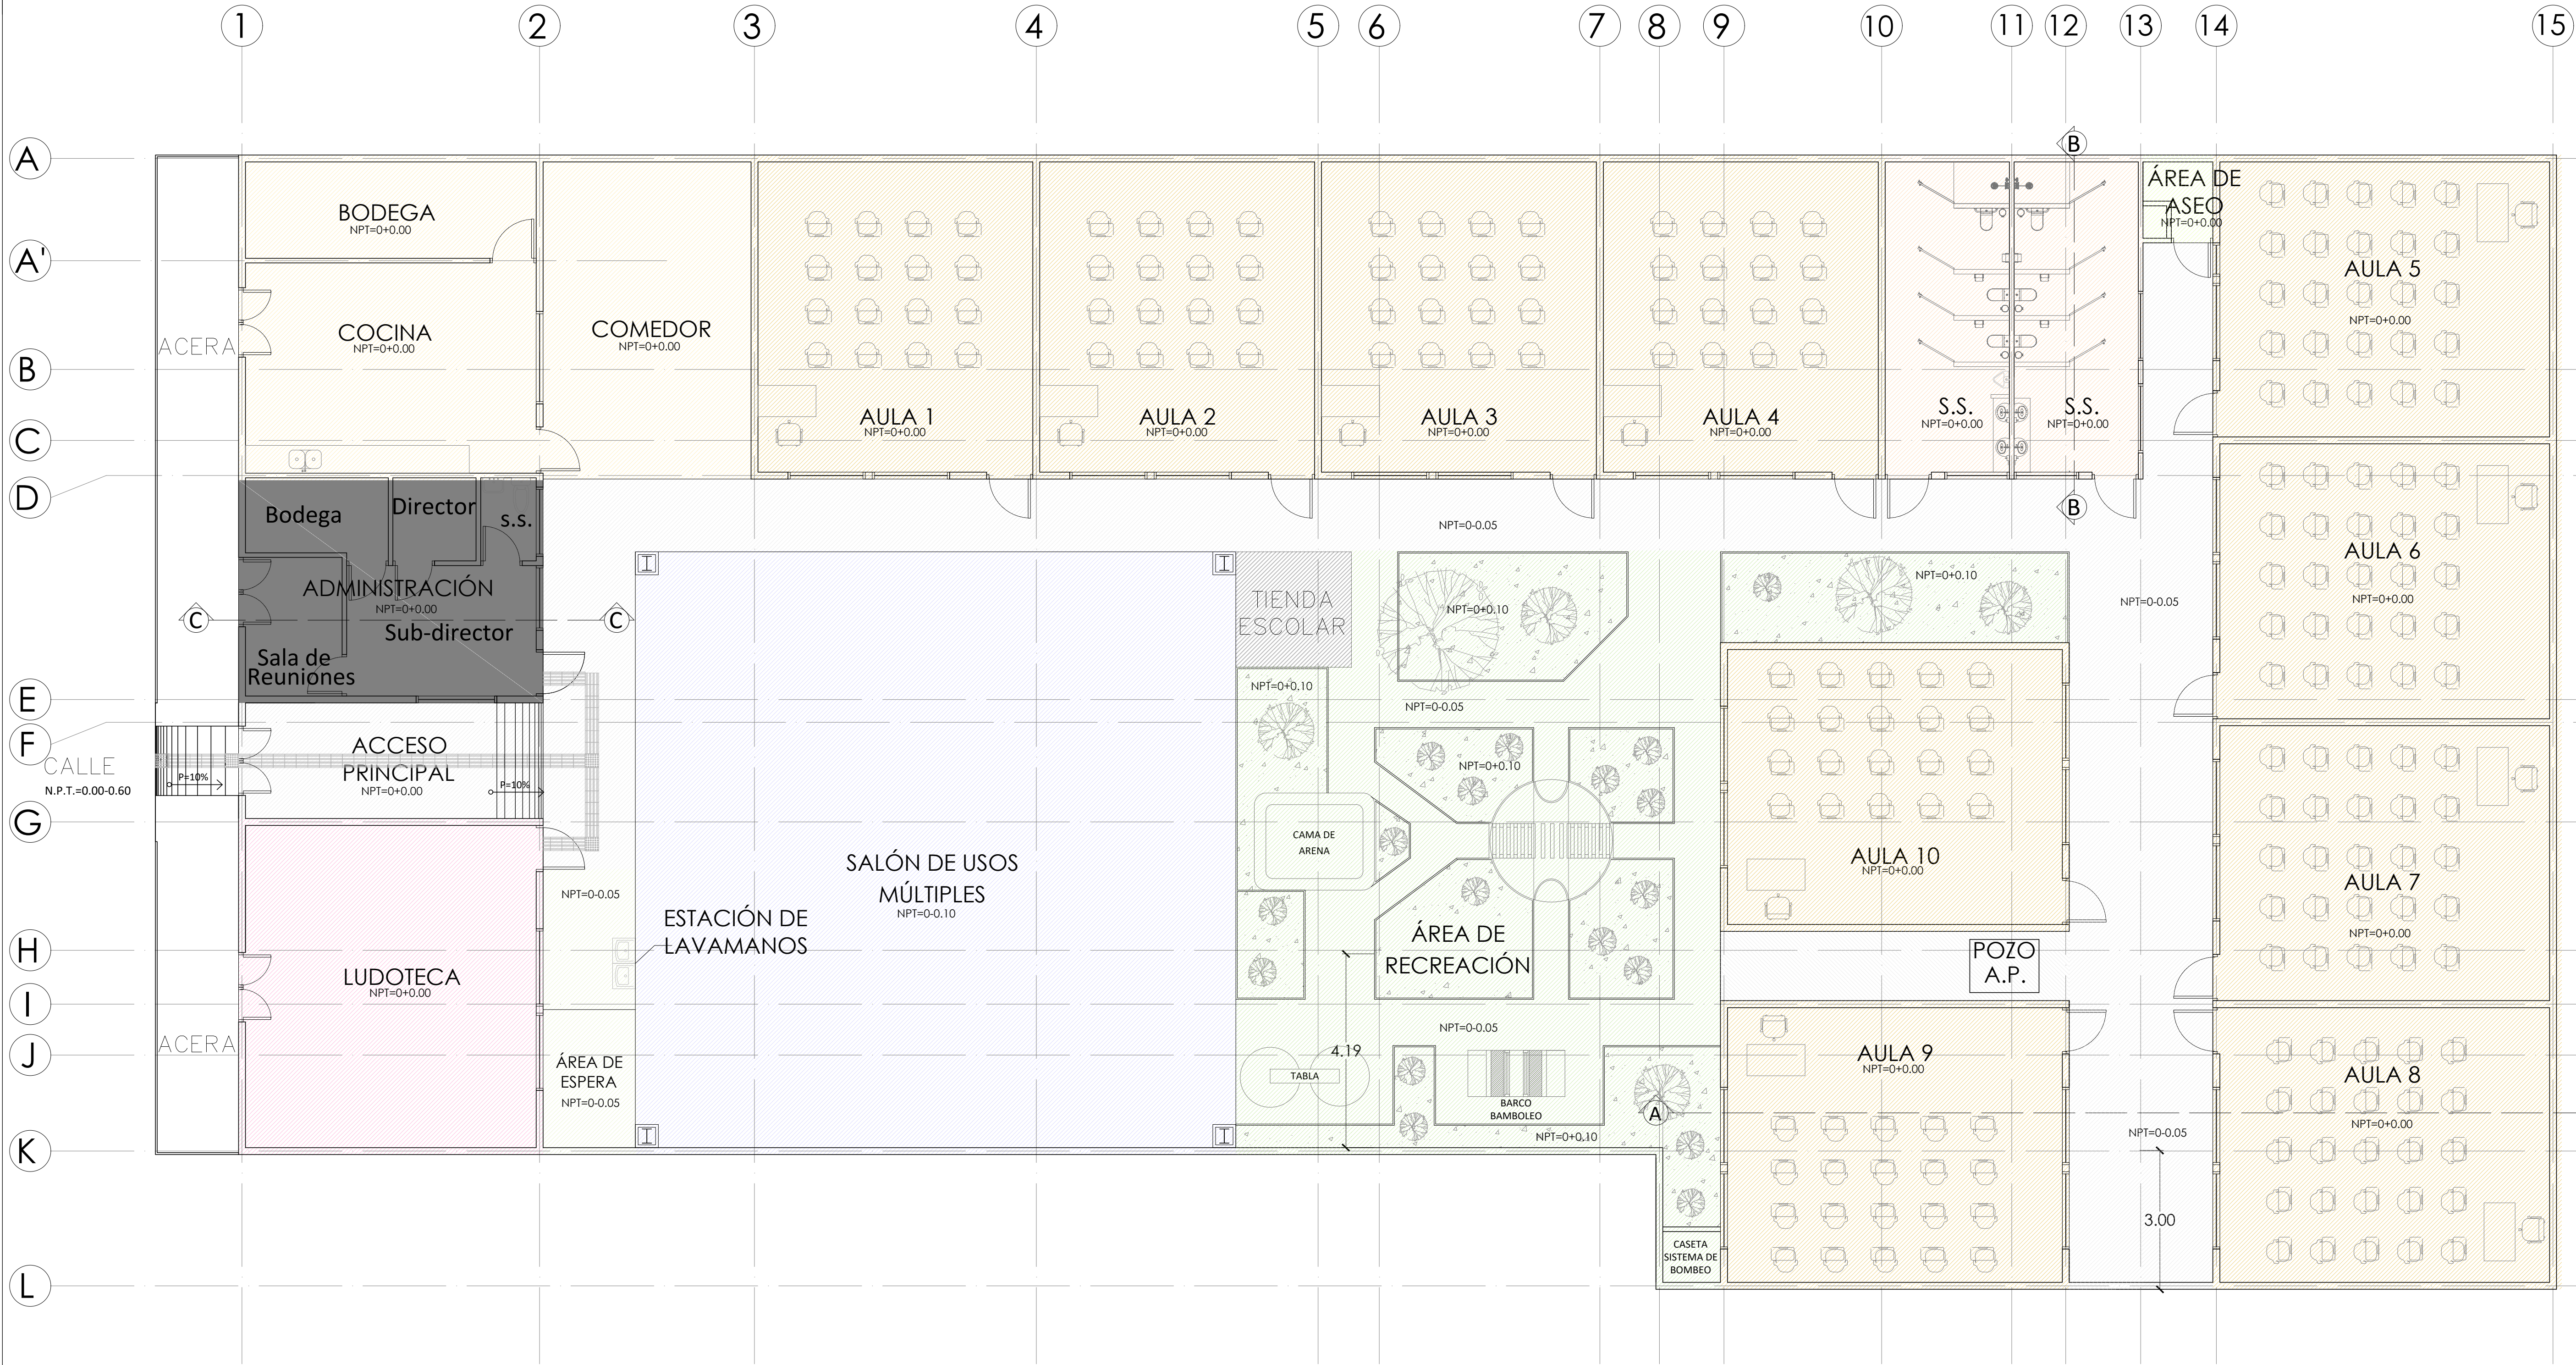 1 2 3 4 5 6 7 8 9 10 11 12 13 14 15
A
A'
B
C
D
E
F
G
H
I
J
K
L
B
ACERA
BODEGA
NPT=0+0.00
COCINA
NPT=0+0.00
COMEDOR
NPT=0+0.00
AULA 1
NPT=0+0.00
AULA 2
NPT=0+0.00
AULA 3
NPT=0+0.00
AULA 4
NPT=0+0.00
S.S.
NPT=0+0.00
S.S.
NPT=0+0.00
B
ÁREA DE
ASEO
NPT=0+0.00
AULA 5
NPT=0+0.00
AULA 6
NPT=0+0.00
AULA 7
NPT=0+0.00
AULA 8
NPT=0+0.00
Bodega
Director
s.s.
ADMINISTRACIÓN
NPT=0+0.00
Sub-director
Sala de
Reuniones
C
C
NPT=0-0.05
TIENDA
ESCOLAR
NPT=0+0.10
NPT=0+0.10
NPT=0-0.05
NPT=0+0.10
NPT=0-0.05
NPT=0+0.10
CALLE
N.P.T.=0.00-0.60
P=10%
ACCESO
PRINCIPAL
NPT=0+0.00
P=10%
LUDOTECA
NPT=0+0.00
ACERA
NPT=0-0.05
ESTACIÓN DE
LAVAMANOS
SALÓN DE USOS
MÚLTIPLES
NPT=0-0.10
ÁREA DE
ESPERA
NPT=0-0.05
CAMA DE
ARENA
ÁREA DE
RECREACIÓN
NPT=0-0.05
4.19
TABLA
BARCO
BAMBOLEO
NPT=0+0.10
A
AULA 10
NPT=0+0.00
POZO
A.P.
AULA 9
NPT=0+0.00
NPT=0-0.05
3.00
CASETA
SISTEMA DE
BOMBEO